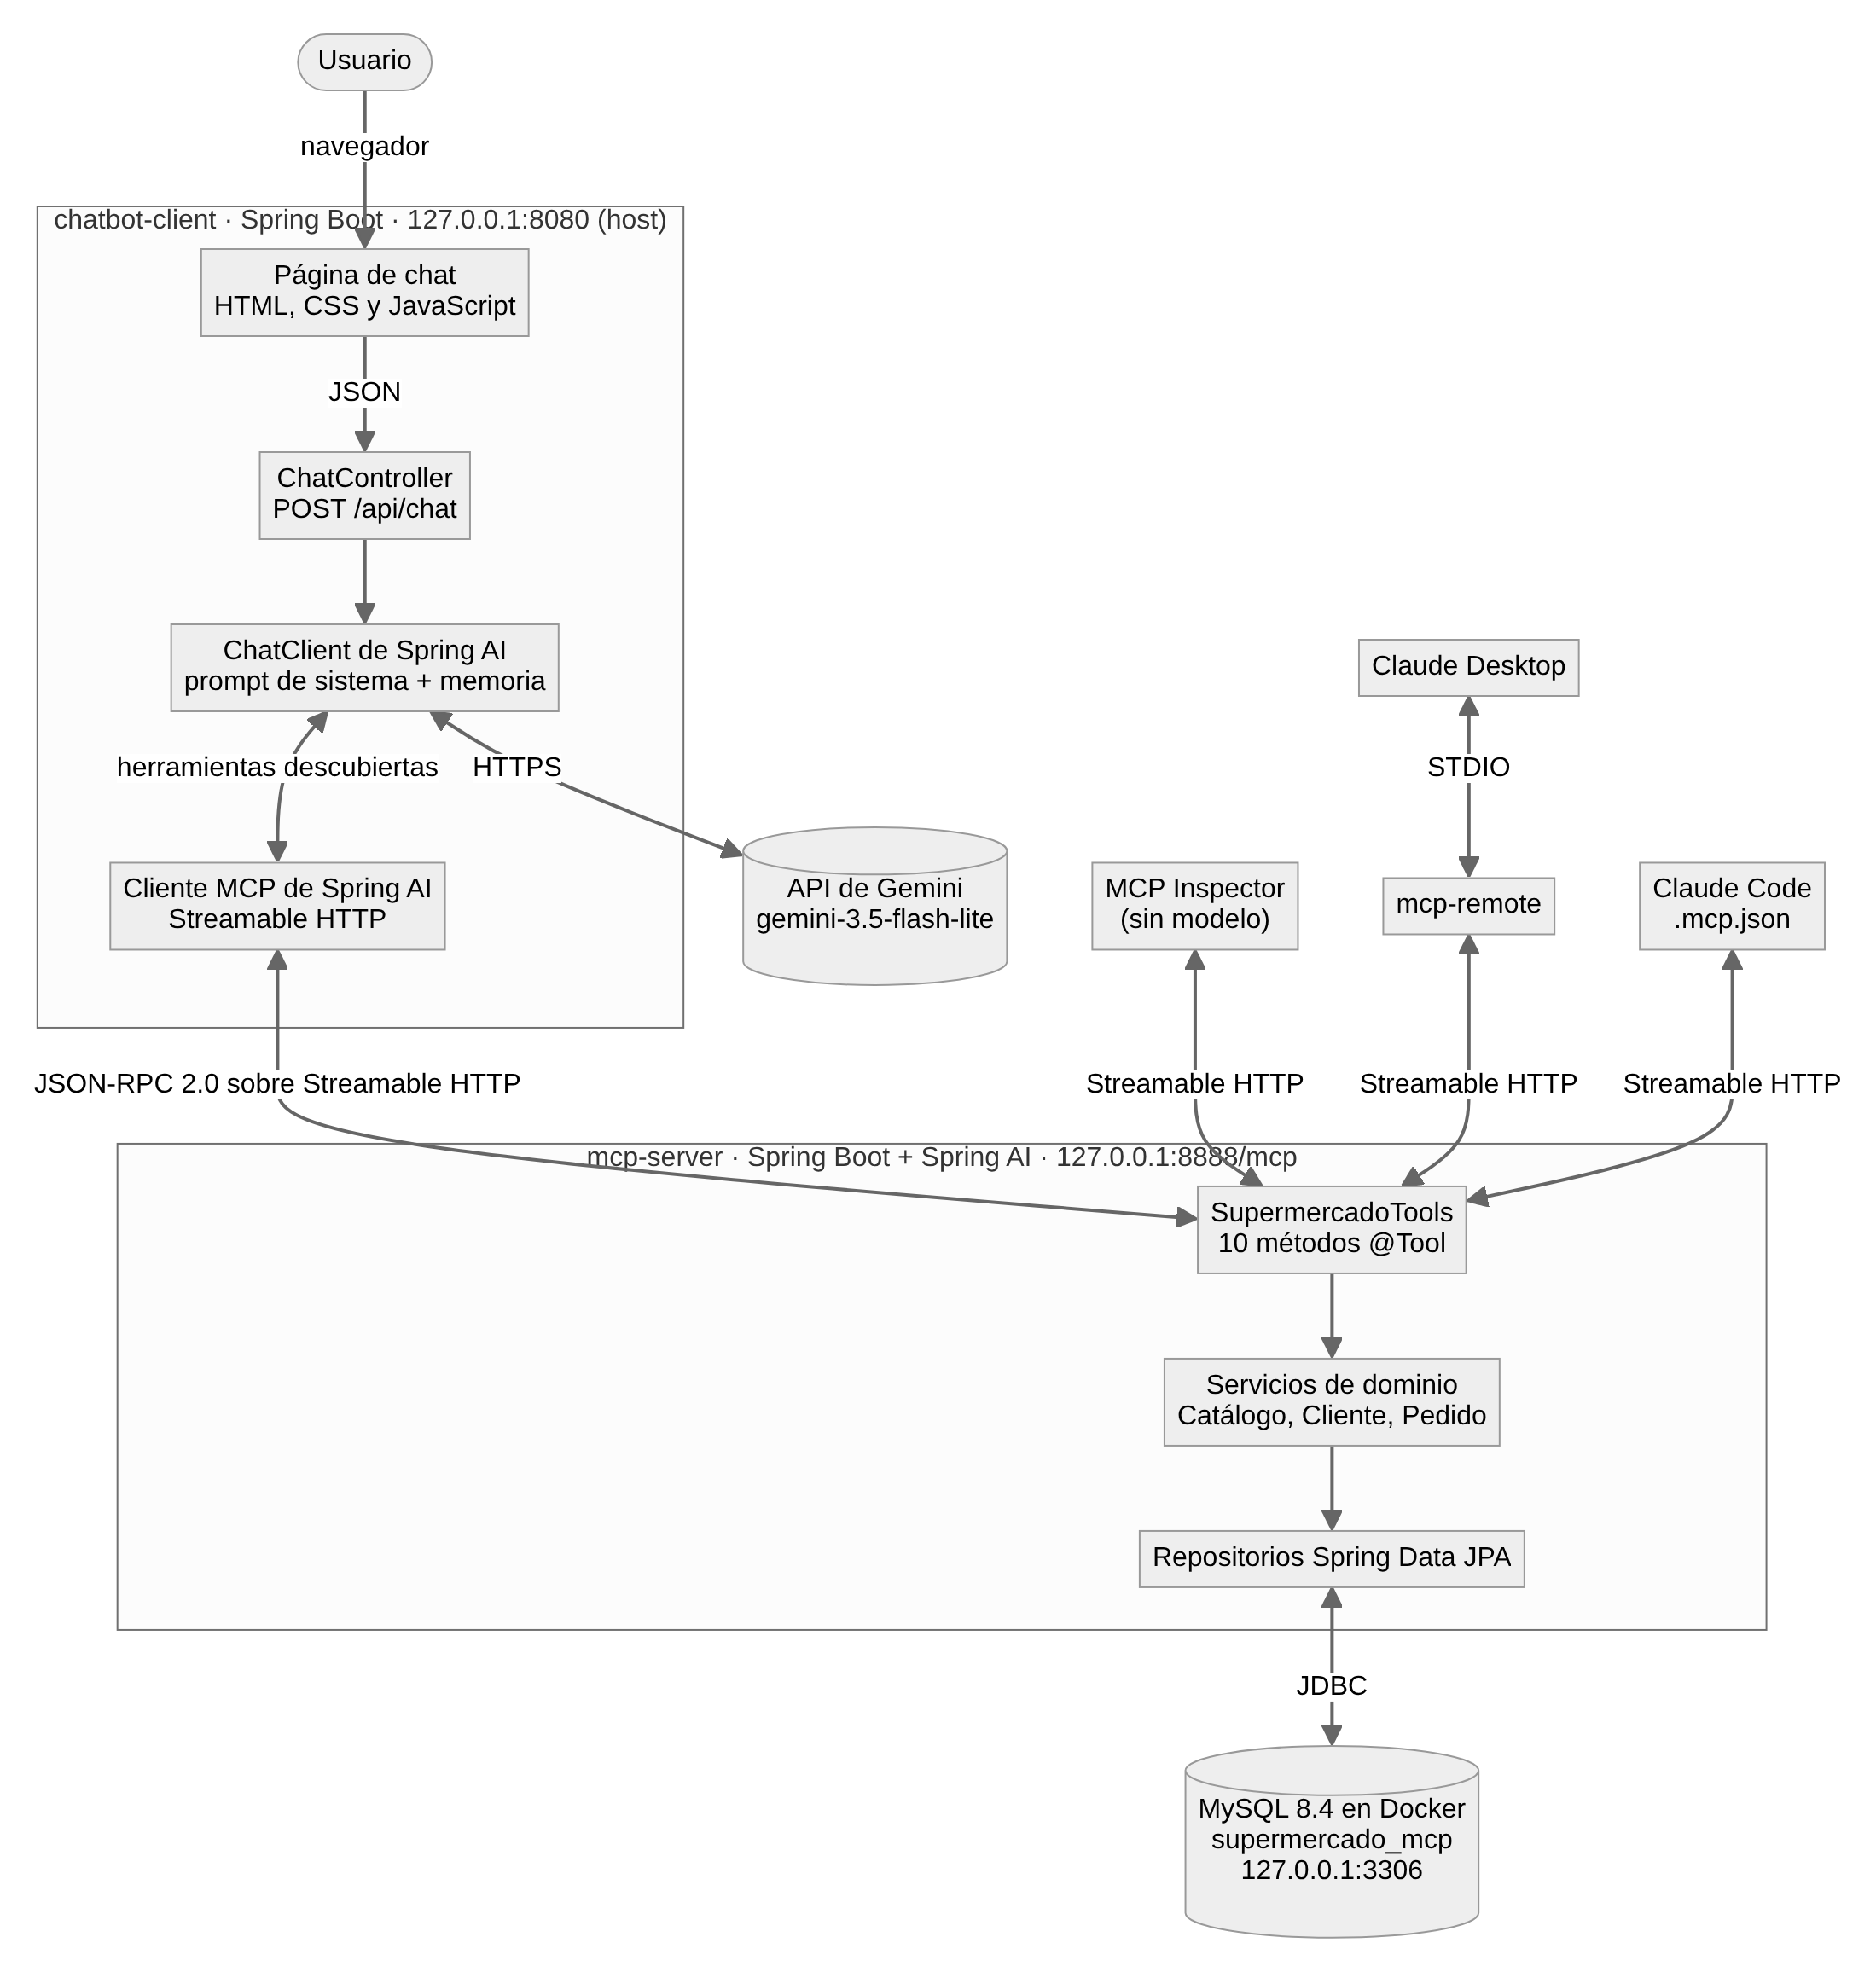 Usuario
navegador
chatbot-client · Spring Boot · 127.0.0.1:8080 (host)
Página de chat
HTML, CSS y JavaScript
JSON
ChatController
POST /api/chat
ChatClient de Spring AI
prompt de sistema + memoria
herramientas descubiertas
HTTPS
Cliente MCP de Spring AI
Streamable HTTP
API de Gemini
gemini-3.5-flash-lite
Claude Desktop
STDIO
MCP Inspector
(sin modelo)
mcp-remote
Claude Code
.mcp.json
JSON-RPC 2.0 sobre Streamable HTTP
Streamable HTTP
Streamable HTTP
Streamable HTTP
mcp-server · Spring Boot + Spring AI · 127.0.0.1:8888/mcp
SupermercadoTools
10 métodos @Tool
Servicios de dominio
Catálogo, Cliente, Pedido
Repositorios Spring Data JPA
JDBC
MySQL 8.4 en Docker
supermercado_mcp
127.0.0.1:3306